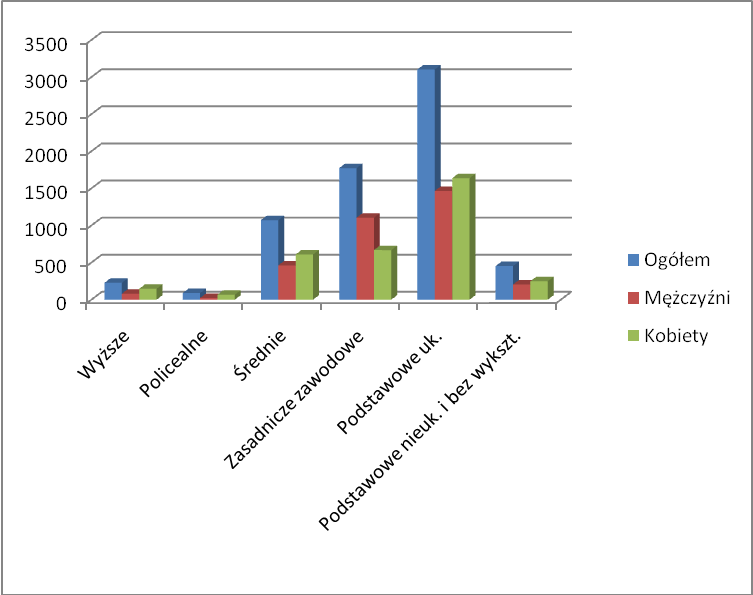 3500
3000
2500
2000
1500
1000
500
0
Wyższe
Policealne
Średnie
Zasadnicze zawodowe
Podstawowe uk.
Podstawowe nieuk. i bez wykszt.
Ogółem
Mężczyźni
Kobiety